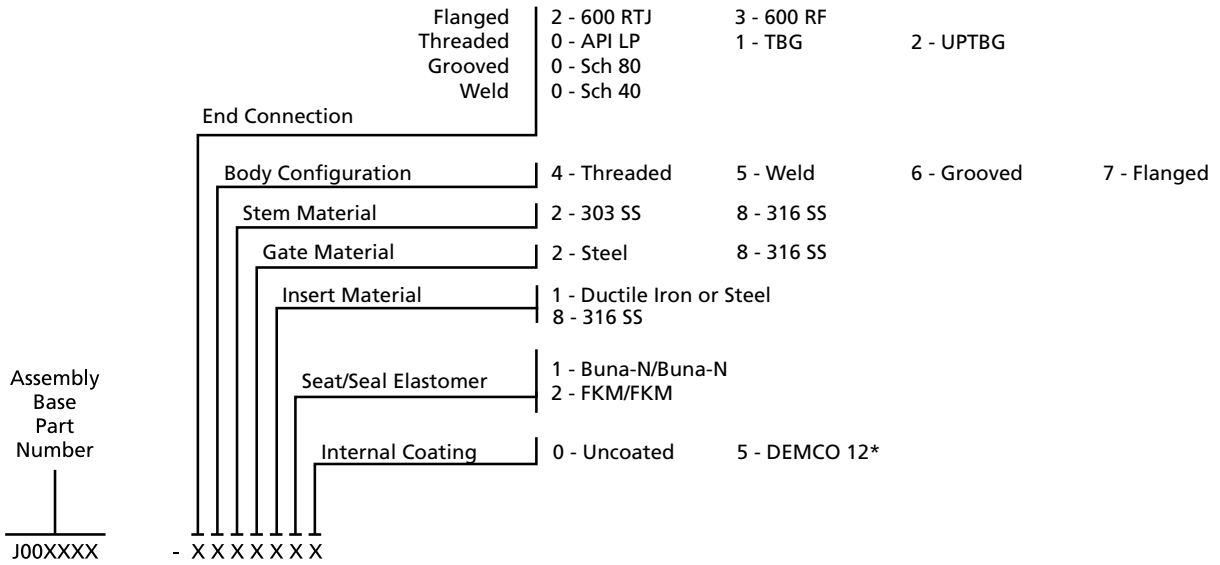 Flanged 2 - 600 RTJ 3 - 600 RF
Threaded 0 - API LP 1 - TBG 2 - UPTBG
Grooved 0 - Sch 80
Weld 0 - Sch 40
End Connection
Body Configuration 4 - Threaded 5 - Weld 6 - Grooved 7 - Flanged
Stem Material 2 - 303 SS 8 - 316 SS
Gate Material 2 - Steel 8 - 316 SS
Insert Material 1 - Ductile Iron or Steel
8 - 316 SS
Seat/Seal Elastomer 1 - Buna-N/Buna-N
2 - FKM/FKM
Internal Coating 0 - Uncoated 5 - DEMCO 12*
Assembly
Base
Part
Number
J00XXXX - X X X X X X X